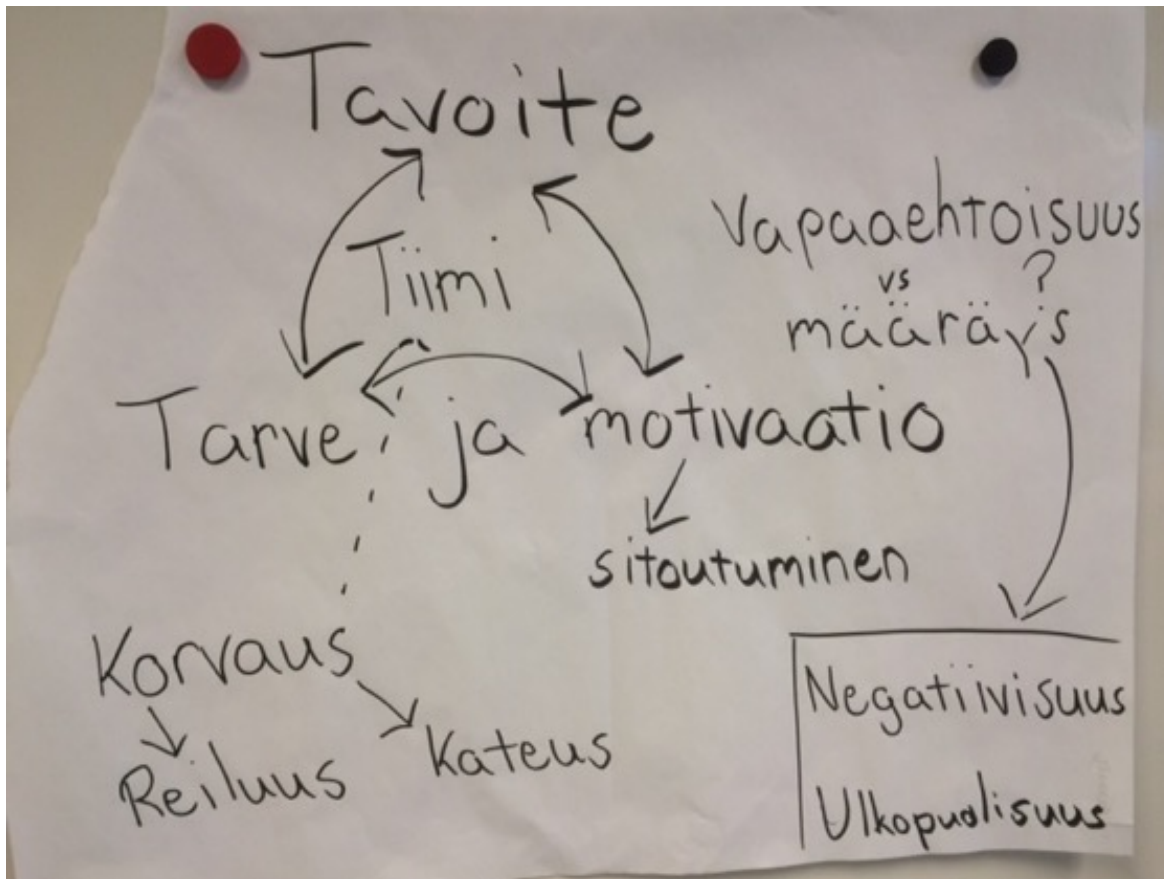 Tavoite
Tiimi
Vapaaehtoisuus
vs ?
määräys
Tarve ja motivaatio
sitoutuminen
Korvaus
Reiluus
Kateus
Negatiivisuus
Ulkopuolisuus